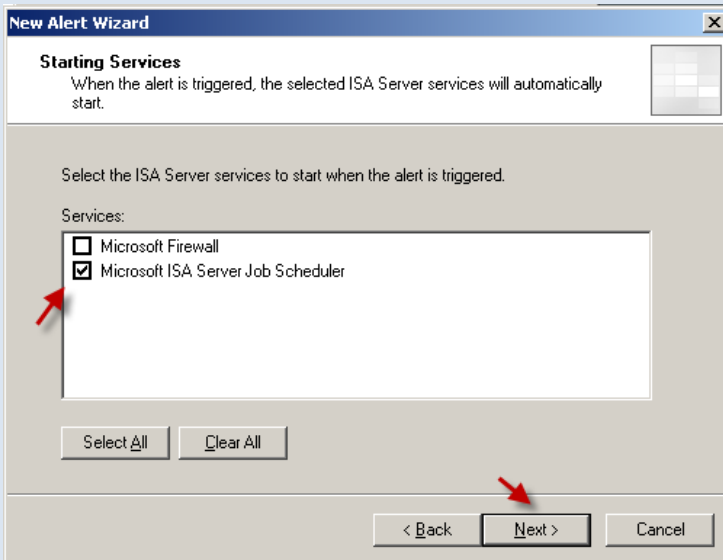 New Alert Wizard
Starting Services
When the alert is triggered, the selected ISA Server services will automatically
start.
Select the ISA Server services to start when the alert is triggered.
Services:
Microsoft Firewall
Microsoft ISA Server Job Scheduler
Select All
Clear All
< Back
Next >
Cancel